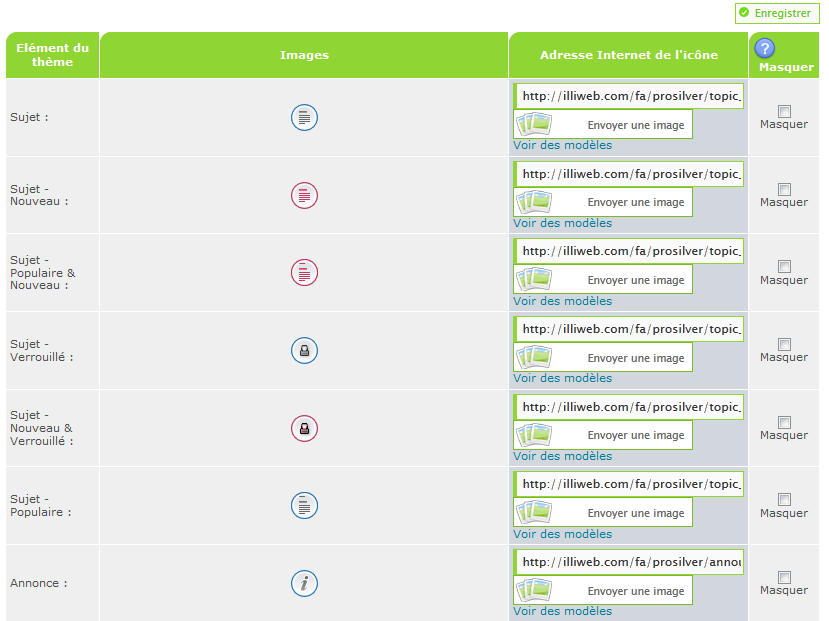 Enregistrer
Elément du thème
Images
Adresse Internet de l'icône
?
Masquer
Sujet :
http://illiweb.com/fa/prosilver/topic_
Envoyer une image
Voir des modèles
Masquer
Sujet -
Nouveau :
http://illiweb.com/fa/prosilver/topic_
Envoyer une image
Voir des modèles
Masquer
Sujet -
Populaire &
Nouveau :
http://illiweb.com/fa/prosilver/topic_
Envoyer une image
Voir des modèles
Masquer
Sujet -
Verrouillé :
http://illiweb.com/fa/prosilver/topic_
Envoyer une image
Voir des modèles
Masquer
Sujet -
Nouveau &
Verrouillé :
http://illiweb.com/fa/prosilver/topic_
Envoyer une image
Voir des modèles
Masquer
Sujet -
Populaire :
http://illiweb.com/fa/prosilver/topic_
Envoyer une image
Voir des modèles
Masquer
Annonce :
i
http://illiweb.com/fa/prosilver/annou
Envoyer une image
Voir des modèles
Masquer